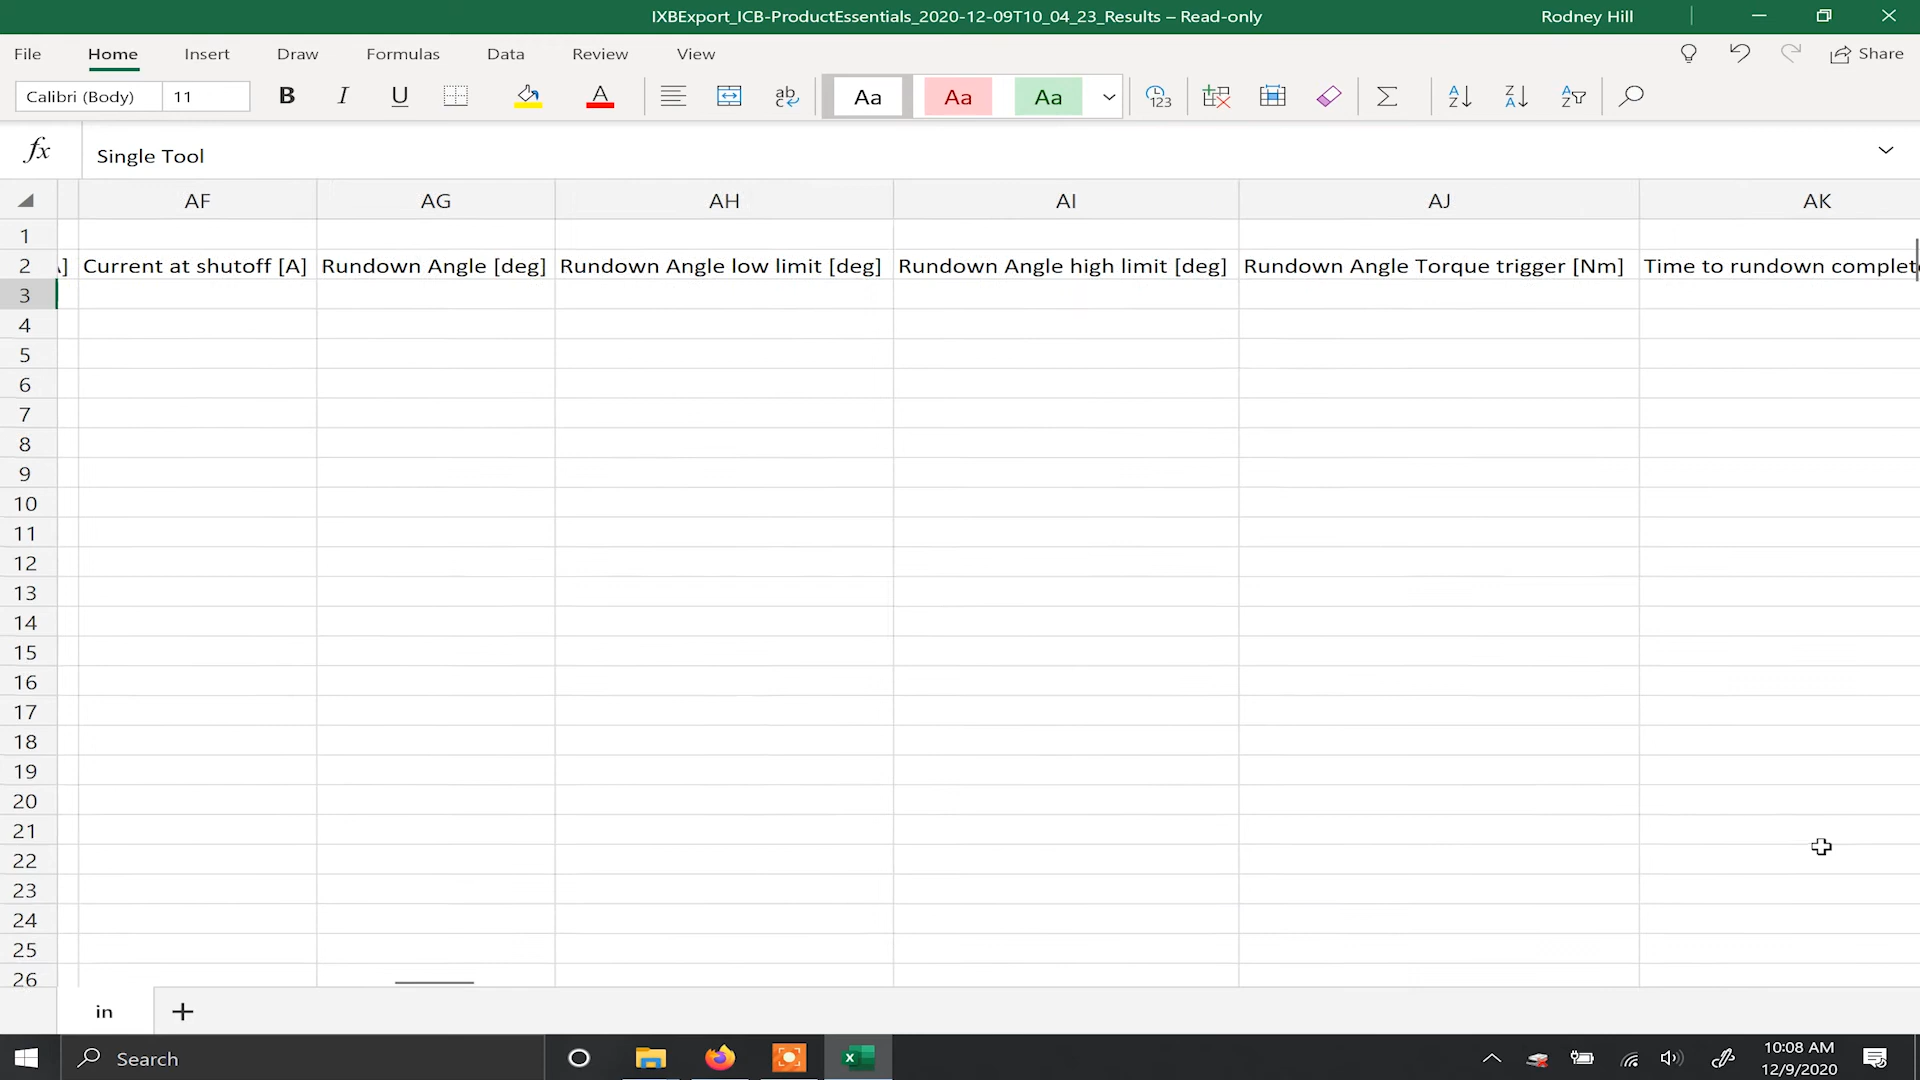 IXBExport_ICB-ProductEssentials_2020-12-09T10_04_23_Results – Read-only
Rodney Hill
File Home Insert Draw Formulas Data Review View
Share
Calibri (Body) 11 B I U A ab Aa Aa Aa 123 Σ A Z Z A A Z
fx Single Tool
AF AG AH AI AJ AK
1
2 ] Current at shutoff [A] Rundown Angle [deg] Rundown Angle low limit [deg] Rundown Angle high limit [deg] Rundown Angle Torque trigger [Nm] Time to rundown complet
3
4
5
6
7
8
9
10
11
12
13
14
15
16
17
18
19
20
21
22
23
24
25
26
in +
Search
10:08 AM
12/9/2020